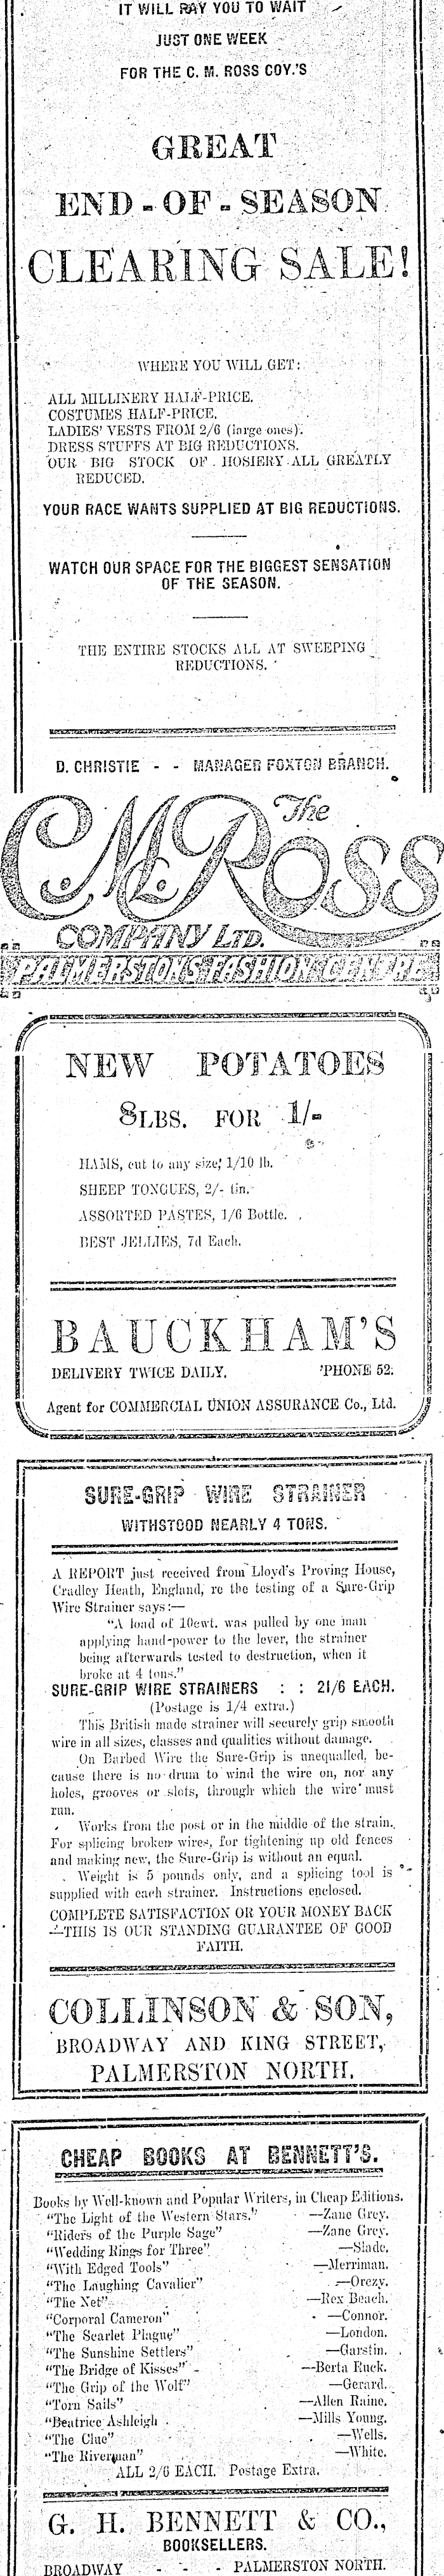 IT WILL PAY YOU TO WAIT
JUST ONE WEEK
FOR THE C. M. ROSS COY.'S
GREAT
END-OF-SEASON
CLEARING SALE!
WHERE YOU WILL GET:
ALL MILLINERY HALF-PRICE.
COSTUMES HALF-PRICE.
LADIES' VESTS FROM 2/6 (large ones).
DRESS STUFFS AT BIG REDUCTIONS.
OUR BIG STOCK OF HOSIERY ALL GREATLY
REDUCED.
YOUR RACE WANTS SUPPLIED AT BIG REDUCTIONS.
WATCH OUR SPACE FOR THE BIGGEST SENSATION
OF THE SEASON.
THE ENTIRE STOCKS ALL AT SWEEPING
REDUCTIONS.
D. CHRISTIE - - MANAGER FOXTON BRANCH.
The
C.M. Ross
COMPANY LTD.
PALMERSTONS FASHION CENTRE
NEW POTATOES
8LBS. FOR 1/-
HAMS, cut to any size, 1/10 lb.
SHEEP TONGUES, 2/- tin.
ASSORTED PASTES, 1/6 Bottle.
BEST JELLIES, 7d Each.
BAUCKHAM'S
DELIVERY TWICE DAILY. 'PHONE 52.
Agent for COMMERCIAL UNION ASSURANCE Co., Ltd.
SURE-GRIP WIRE STRAINER
WITHSTOOD NEARLY 4 TONS.
A REPORT just received from Lloyd's Proving House,
Cradley Heath, England, re the testing of a Sure-Grip
Wire Strainer says:—
"A load of 10cwt. was pulled by one man
applying hand-power to the lever, the strainer
being afterwards tested to destruction, when it
broke at 4 tons."
SURE-GRIP WIRE STRAINERS : : 21/6 EACH.
(Postage is 1/4 extra.)
This British made strainer will securely grip smooth
wire in all sizes, classes and qualities without damage.
On Barbed Wire the Sure-Grip is unequalled, be-
cause there is no drum to wind the wire on, nor any
holes, grooves or slots, through which the wire must
run.
Works from the post or in the middle of the strain.
For splicing broken wires, for tightening up old fences
and making new, the Sure-Grip is without an equal.
Weight is 5 pounds only, and a splicing tool is
supplied with each strainer. Instructions enclosed.
COMPLETE SATISFACTION OR YOUR MONEY BACK
—THIS IS OUR STANDING GUARANTEE OF GOOD
FAITH.
COLLINSON & SON,
BROADWAY AND KING STREET,
PALMERSTON NORTH.
CHEAP BOOKS AT BENNETT'S.
Books by Well-known and Popular Writers, in Cheap Editions.
"The Light of the Western Stars." —Zane Grey.
"Riders of the Purple Sage" —Zane Grey.
"Wedding Rings for Three" —Slade.
"With Edged Tools" —Merriman.
"The Laughing Cavalier" —Orczy.
"The Net" —Rex Beach.
"Corporal Cameron" —Connor.
"The Scarlet Plague" —London.
"The Sunshine Settlers" —Garstin.
"The Bridge of Kisses" —Berta Ruck.
"The Grip of the Wolf" —Gerard.
"Torn Sails" —Allen Raine.
"Beatrice Ashleigh —Mills Young.
"The Clue" —Wells.
"The Riverman" —White.
ALL 2/6 EACH. Postage Extra.
G. H. BENNETT & CO.,
BOOKSELLERS.
BROADWAY - - - PALMERSTON NORTH.